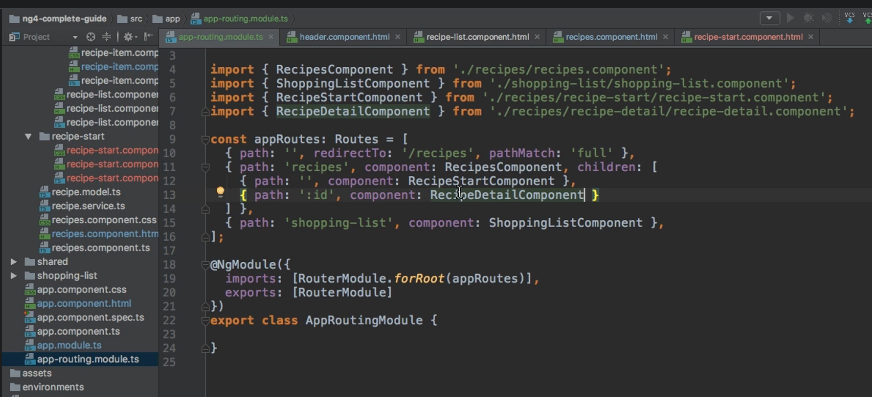 ng4-complete-guide src app app-routing.module.ts
Project
app-routing.module.ts header.component.html recipe-list.component.html recipes.component.html recipe-start.component.html
recipe-item.comp
recipe-item.comp
recipe-item.comp
recipe-list.componen
recipe-list.componen
recipe-list.componen
recipe-start
recipe-start.compon
recipe-start.compon
recipe-start.compon
recipe.model.ts
recipe.service.ts
recipes.component.css
recipes.component.htm
recipes.component.ts
shared
shopping-list
app.component.css
app.component.html
app.component.spec.ts
app.component.ts
app.module.ts
app-routing.module.ts
assets
environments
3
4 import { RecipesComponent } from './recipes/recipes.component';
5 import { ShoppingListComponent } from './shopping-list/shopping-list.component';
6 import { RecipeStartComponent } from './recipes/recipe-start/recipe-start.component';
7 import { RecipeDetailComponent } from './recipes/recipe-detail/recipe-detail.component';
8
9 const appRoutes: Routes = [
10 { path: '', redirectTo: '/recipes', pathMatch: 'full' },
11 { path: 'recipes', component: RecipesComponent, children: [
12 { path: '', component: RecipeStartComponent },
13 { path: ':id', component: RecipeDetailComponent }
14 ] },
15 { path: 'shopping-list', component: ShoppingListComponent },
16 ];
17
18 @NgModule({
19 imports: [RouterModule.forRoot(appRoutes)],
20 exports: [RouterModule]
21 })
22 export class AppRoutingModule {
23
24 }
25
VCS VCS